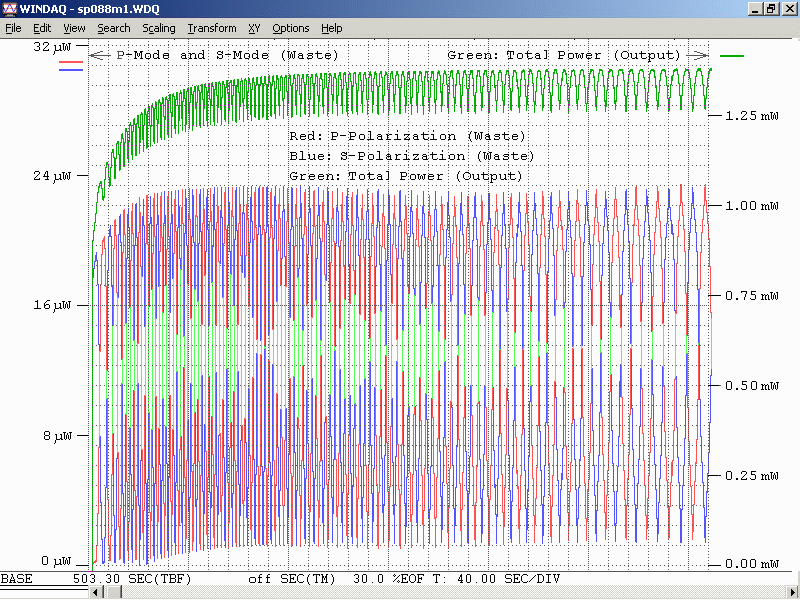 WINDAQ - sp088m1.WDQ
File Edit View Search Scaling Transform XY Options Help
32 µW
P-Mode and S-Mode (Waste) Green: Total Power (Output)
1.25 mW
Red: P-Polarization (Waste)
Blue: S-Polarization (Waste)
Green: Total Power (Output)
24 µW
1.00 mW
0.75 mW
16 µW
0.50 mW
8 µW
0.25 mW
0 µW
0.00 mW
BASE 503.30 SEC(TBF) off SEC(TM) 30.0 %EOF T: 40.00 SEC/DIV